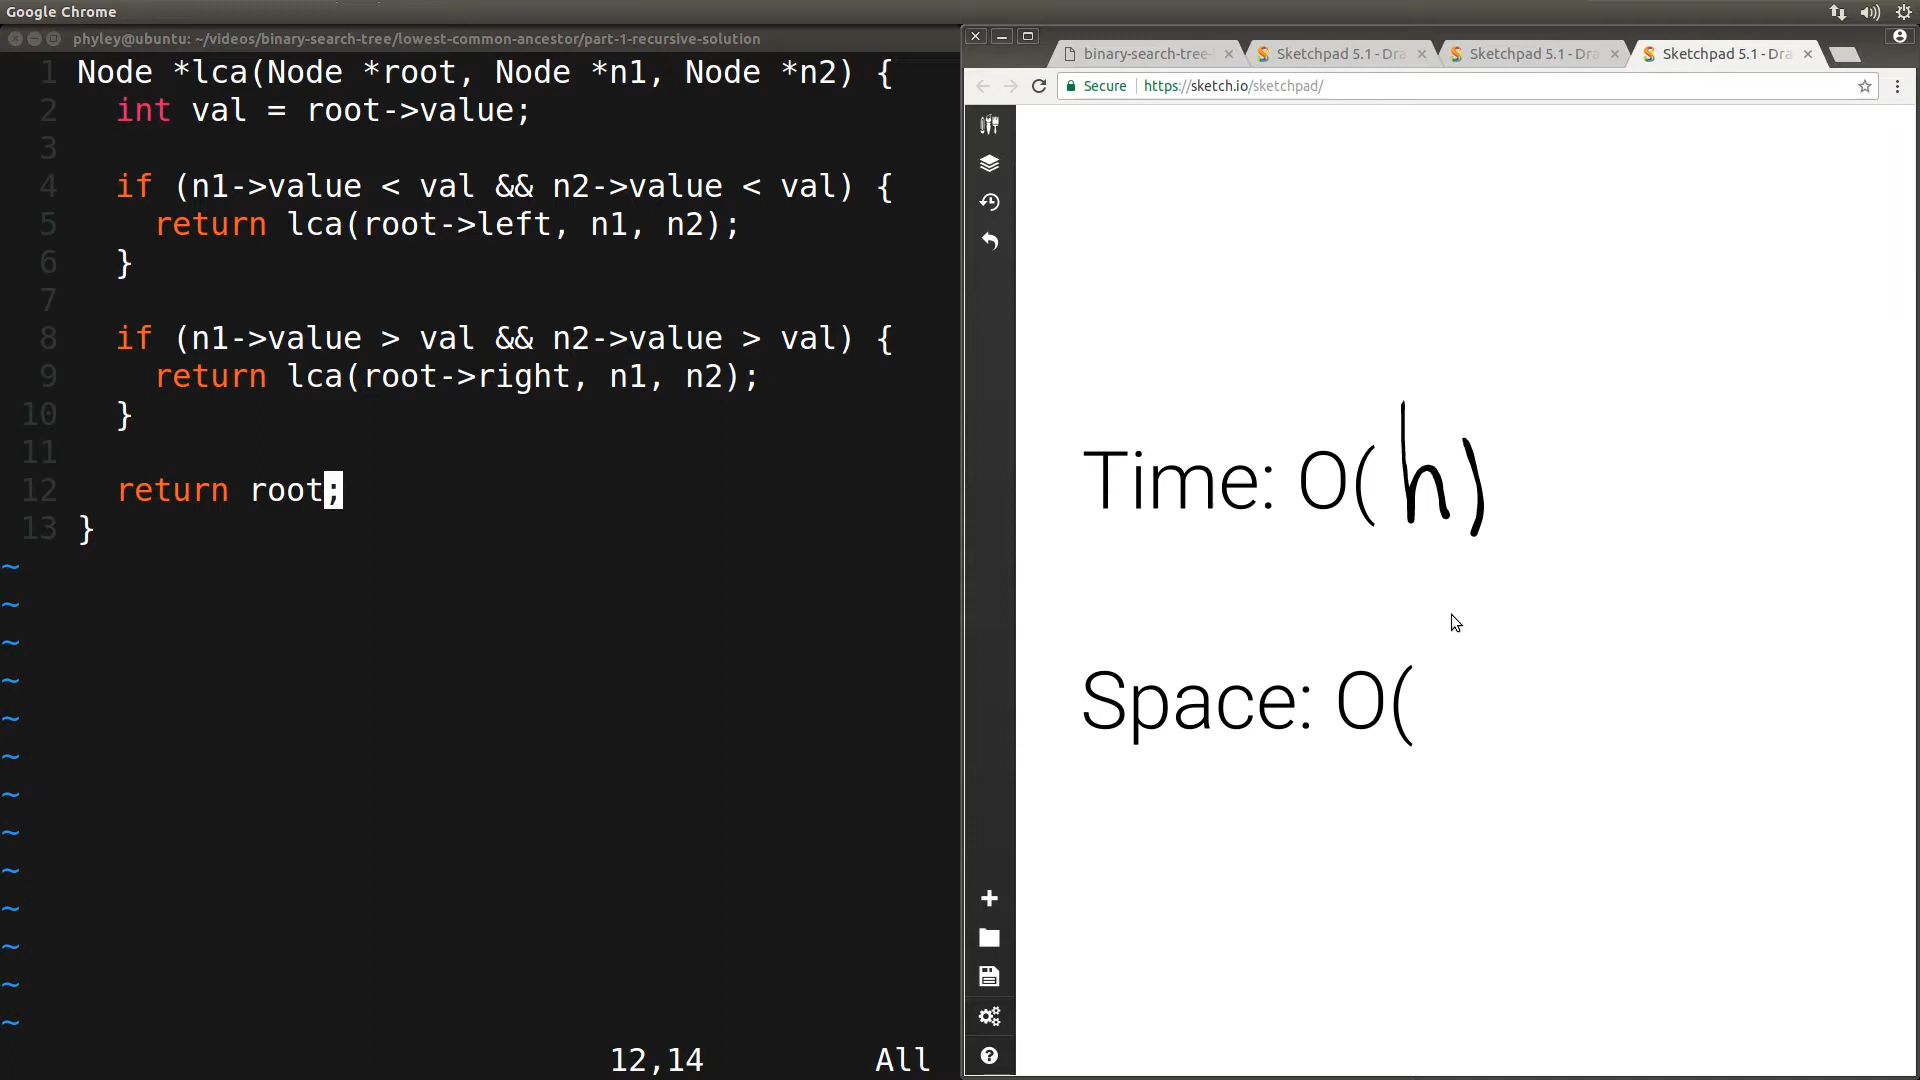 Google Chrome
phyley@ubuntu: ~/videos/binary-search-tree/lowest-common-ancestor/part-1-recursive-solution
1 Node *lca(Node *root, Node *n1, Node *n2) {
2 int val = root->value;
3
4 if (n1->value < val && n2->value < val) {
5 return lca(root->left, n1, n2);
6 }
7
8 if (n1->value > val && n2->value > val) {
9 return lca(root->right, n1, n2);
10 }
11
12 return root;
13 }
~
~
~
~
~
~
~
~
~
~
~
~
~
12,14 All
binary-search-tree-
Sketchpad 5.1 - Dra
Sketchpad 5.1 - Dra
Sketchpad 5.1 - Dra
Secure https://sketch.io/sketchpad/
Time: O( h )
Space: O(